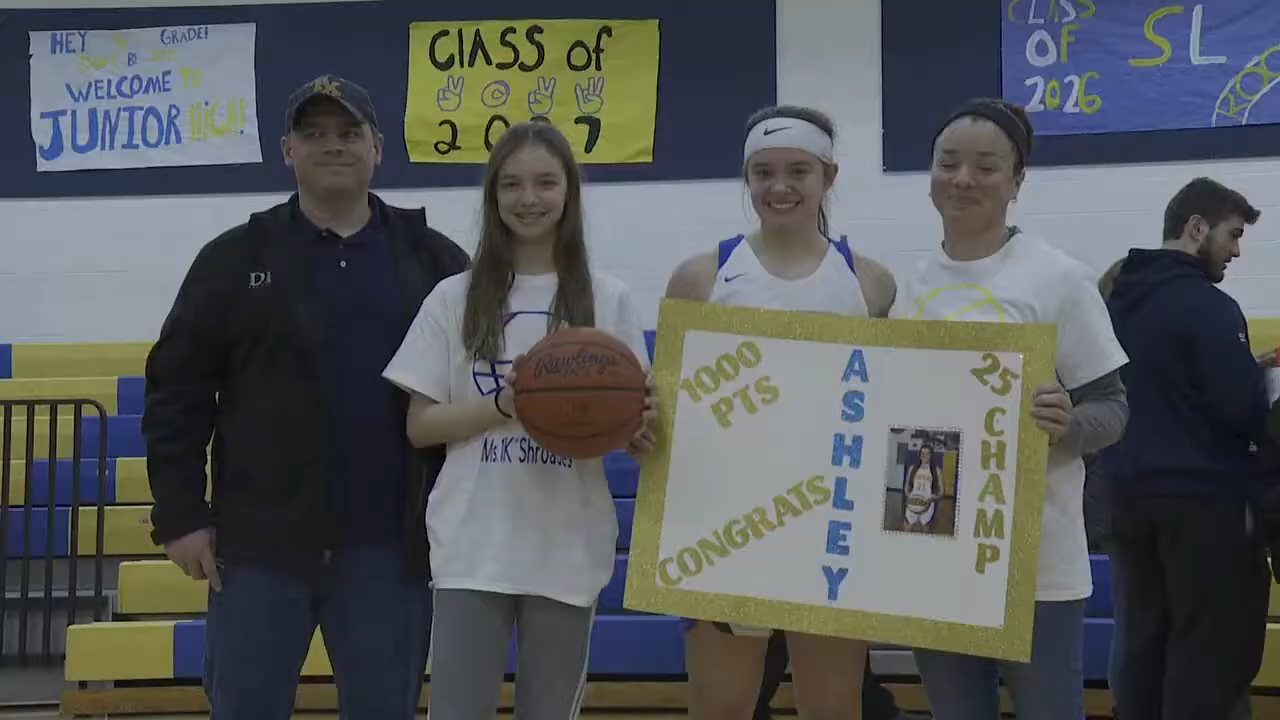 HEY GRADE!
WELCOME TO
JUNIOR HIGH!
CLASS of
2027
CLASS
OF
2026
SL
Rawlings
Ms. 1K Shroades
1000
PTS
ASHLEY
CONGRATS
25
CHAMP